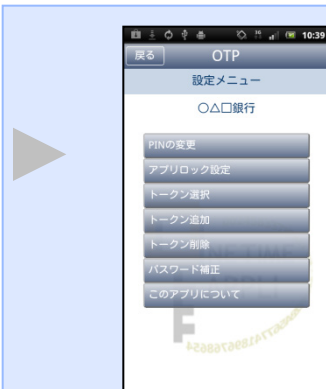 10:39
戻る OTP
設定メニュー
○△□銀行
PINの変更
アプリロック設定
トークン選択
トークン追加
トークン削除
パスワード補正
このアプリについて